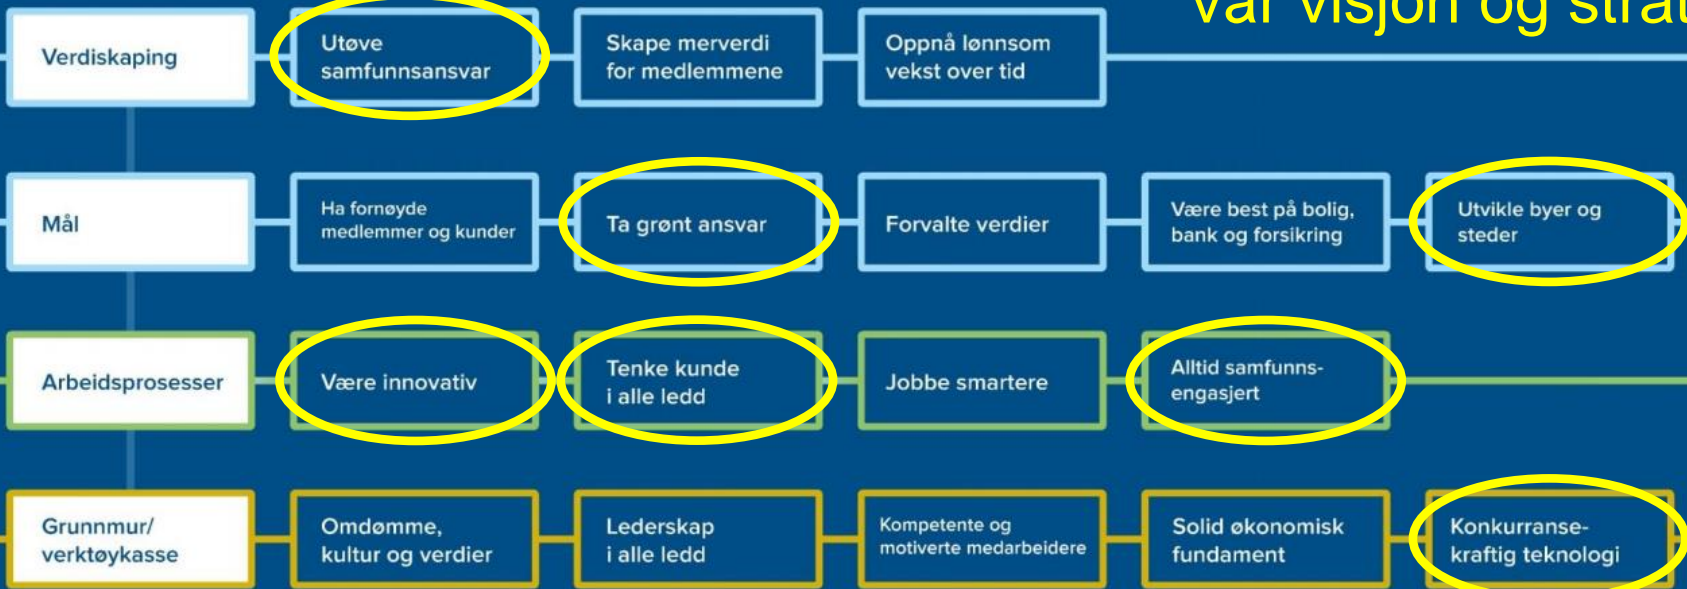 vår visjon og strat
Verdiskaping
Utøve
samfunnsansvar
Skape merverdi
for medlemmene
Oppnå lønnsom
vekst over tid
Mål
Ha fornøyde
medlemmer og kunder
Ta grønt ansvar
Forvalte verdier
Være best på bolig,
bank og forsikring
Utvikle byer og
steder
Arbeidsprosesser
Være innovativ
Tenke kunde
i alle ledd
Jobbe smartere
Alltid samfunns-
engasjert
Grunnmur/
verktøykasse
Omdømme,
kultur og verdier
Lederskap
i alle ledd
Kompetente og
motiverte medarbeidere
Solid økonomisk
fundament
Konkurranse-
kraftig teknologi